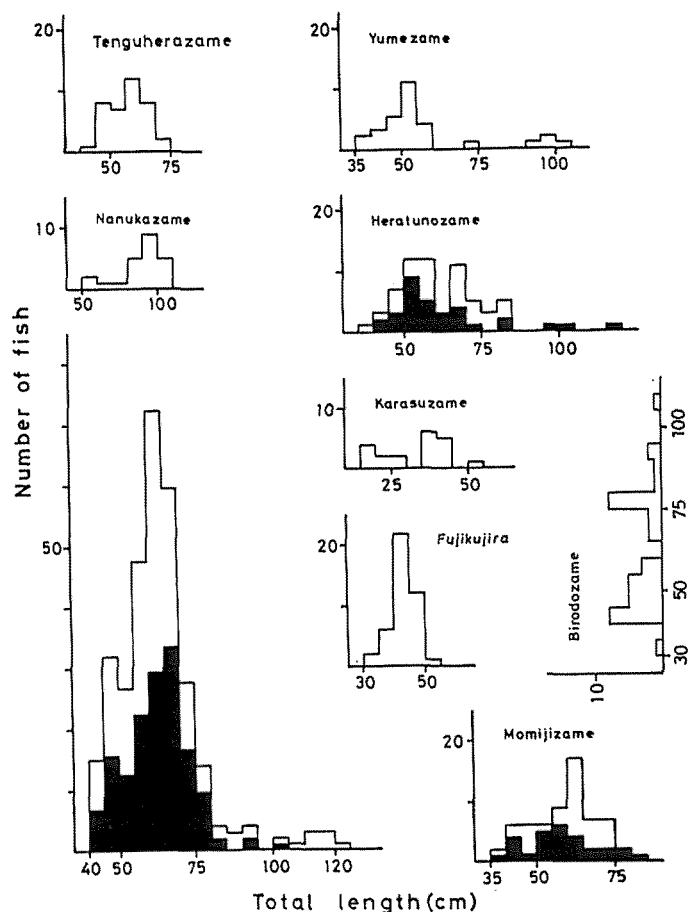 20
Tenguherazame
50 75
20
Yumezame
35 50 75 100
10
Nanukazame
50 100
20
Heratunozame
50 75 100
Number of fish
10
Karasuzame
25 50
50
40 50 75 100 120
20
Fujikujira
30 50
Birodozame
10
30 50 75 100
20
Momijizame
35 50 75
Total length(cm)